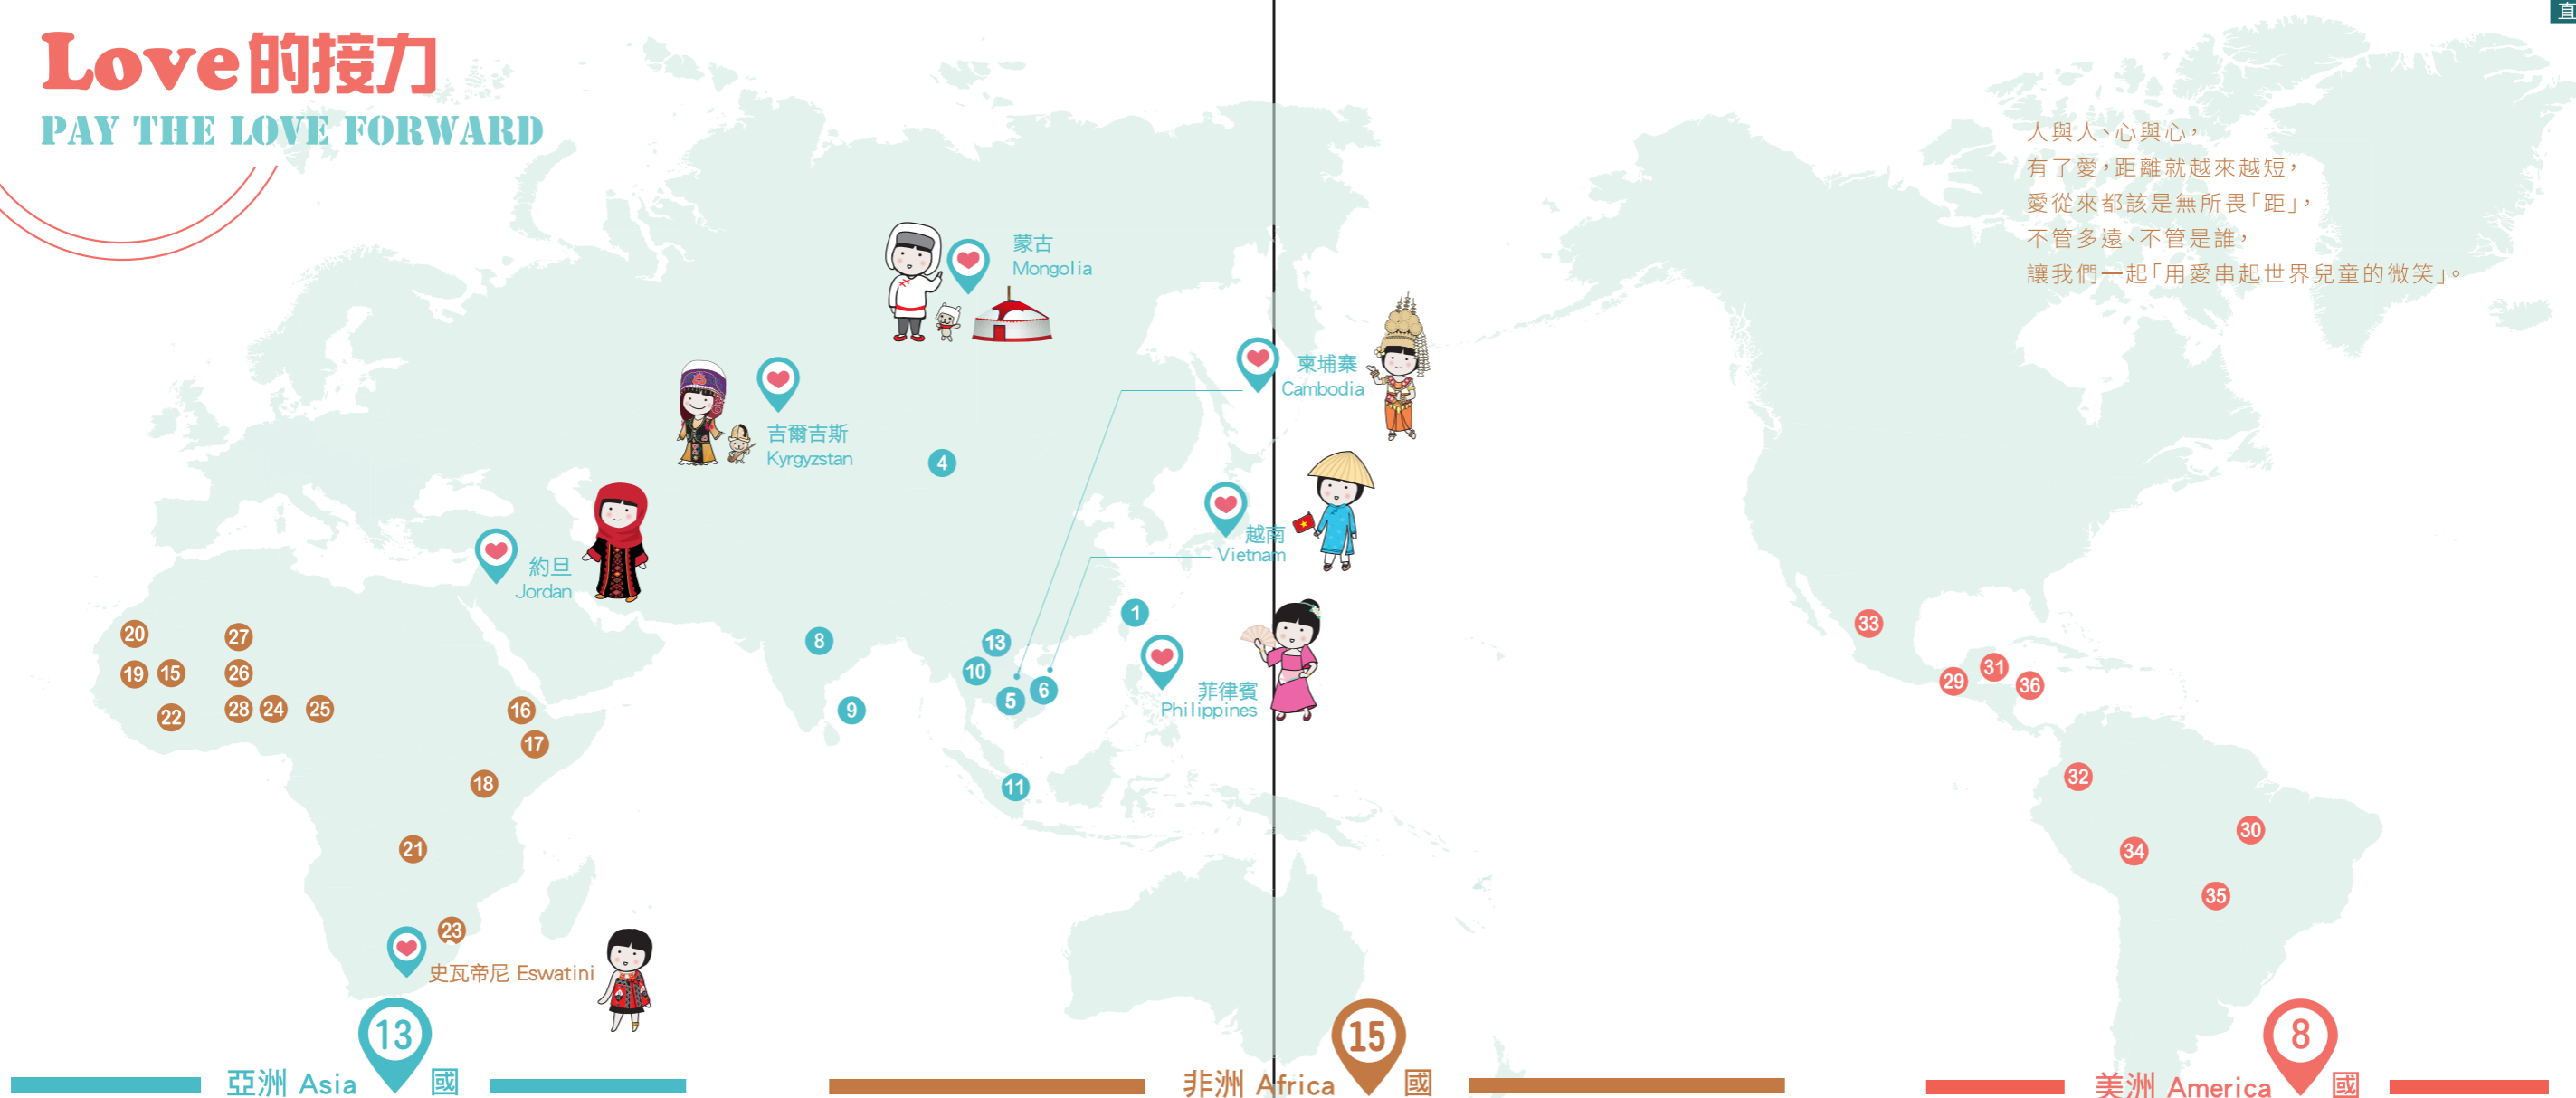 Love的接力
PAY THE LOVE FORWARD
直
人與人、心與心，
有了愛，距離就越來越短，
愛從來都該是無所畏「距」，
不管多遠、不管是誰，
讓我們一起「用愛串起世界兒童的微笑」。
蒙古
Mongolia
柬埔寨
Cambodia
吉爾吉斯
Kyrgyzstan
4
越南
Vietnam
約旦
Jordan
1
菲律賓
Philippines
8
13
10
5
6
9
11
20
27
19
15
26
22
28
24
25
16
17
18
21
23
史瓦帝尼 Eswatini
33
29
31
36
32
30
34
35
亞洲 Asia 13 國
非洲 Africa 15 國
美洲 America 8 國